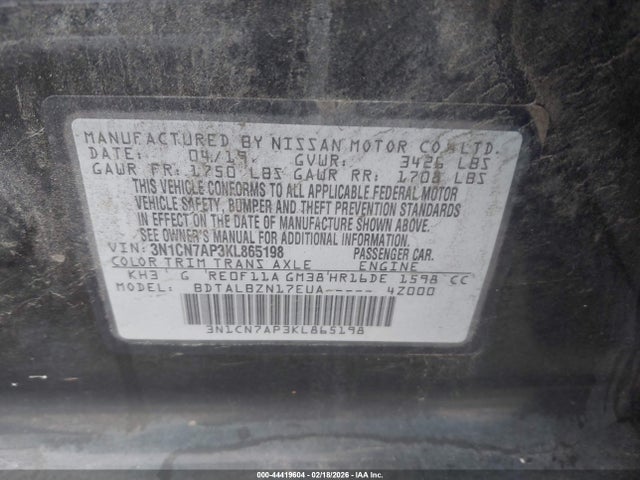 MANUFACTURED BY NISSAN MOTOR CO.,LTD.
DATE: 04/19. GVWR: 3426 LBS
GAWR FR: 1750 LBS GAWR RR: 1708 LBS
THIS VEHICLE CONFORMS TO ALL APPLICABLE FEDERAL MOTOR
VEHICLE SAFETY, BUMPER AND THEFT PREVENTION STANDARDS
IN EFFECT ON THE DATE OF MANUFACTURE SHOWN ABOVE.
SEE OWNER'S MANUAL FOR ADDITIONAL INFORMATION.
VIN: 3N1CN7AP3KL865198 PASSENGER CAR.
COLOR TRIM TRANS AXLE ENGINE
KH3 G RE0F11A GM38 HR16DE 1598 CC
MODEL: BDTALBZN17EUA----- 4Z000
3N1CN7AP3KL865198
000-44419604 - 02/18/2026 - IAA Inc.